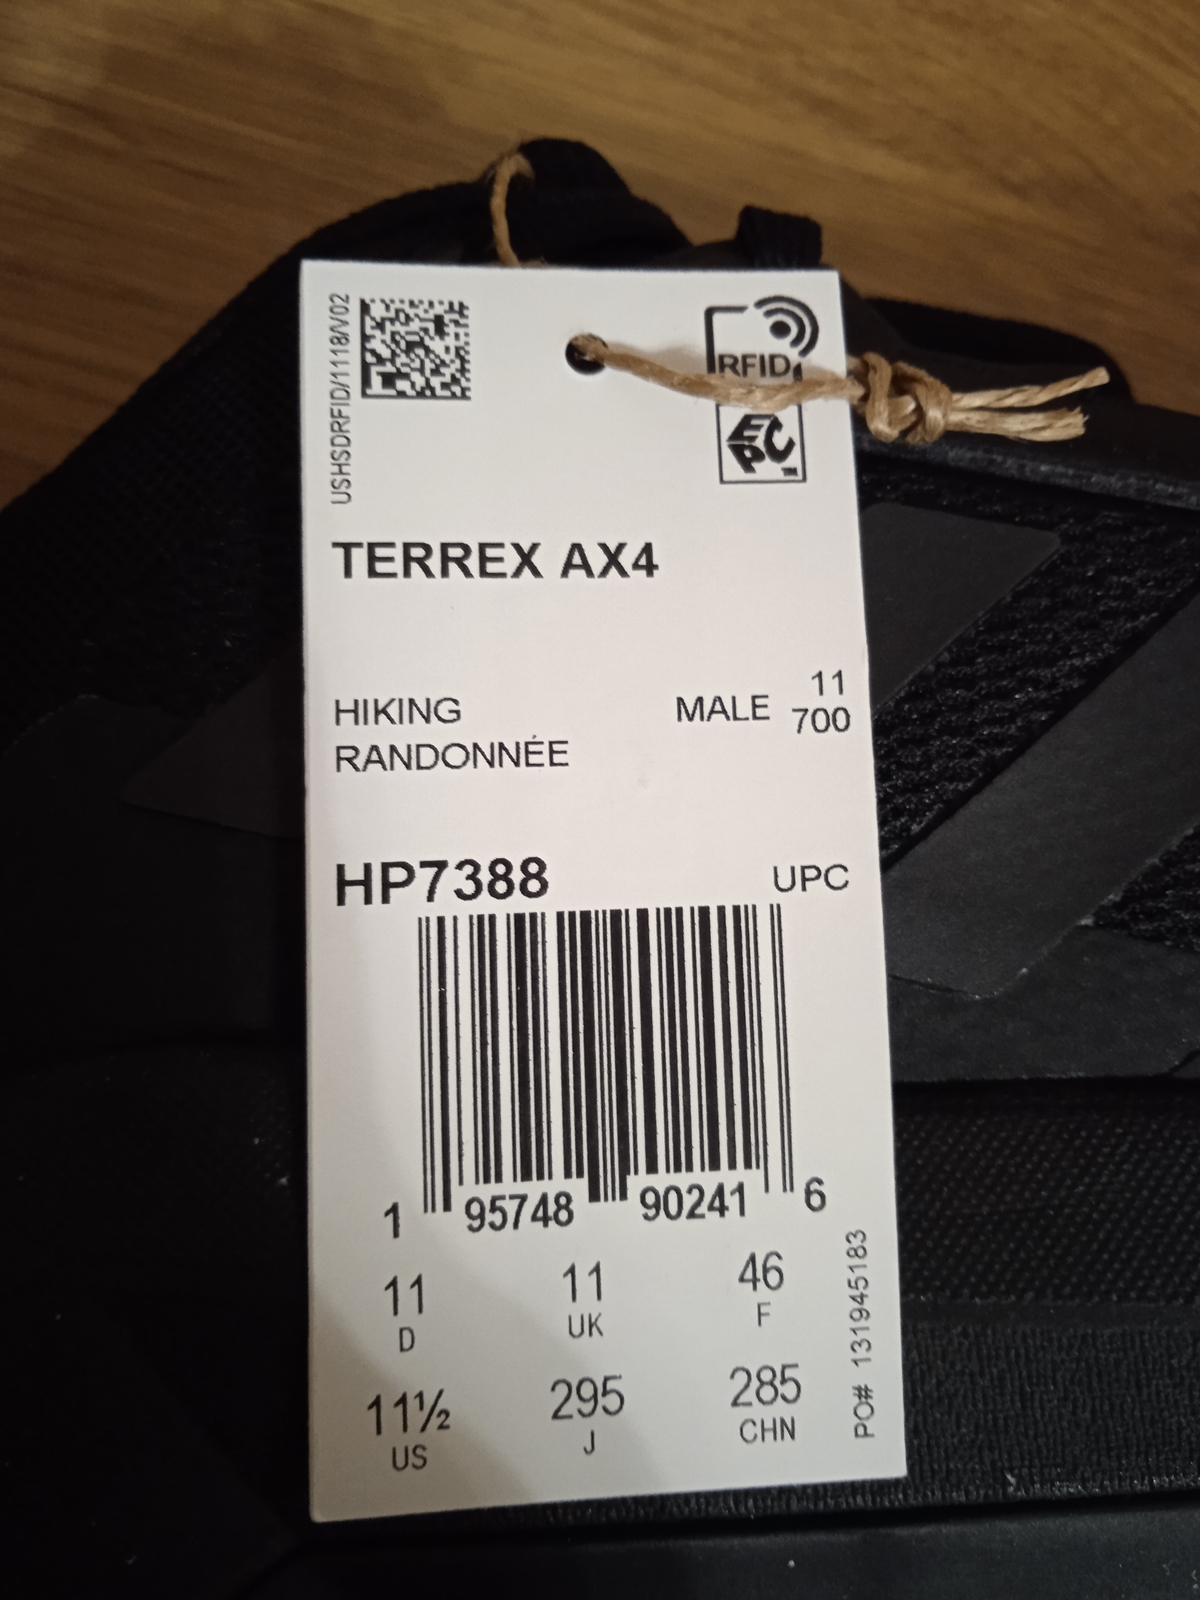 USHSDRFID/1118/V02
RFID
EPC
™
TERREX AX4
HIKING
RANDONNÉE
MALE
11
700
HP7388
UPC
1 95748 90241 6
11 11 46
D UK F
11½ 295 285
US J CHN
PO# 131945183